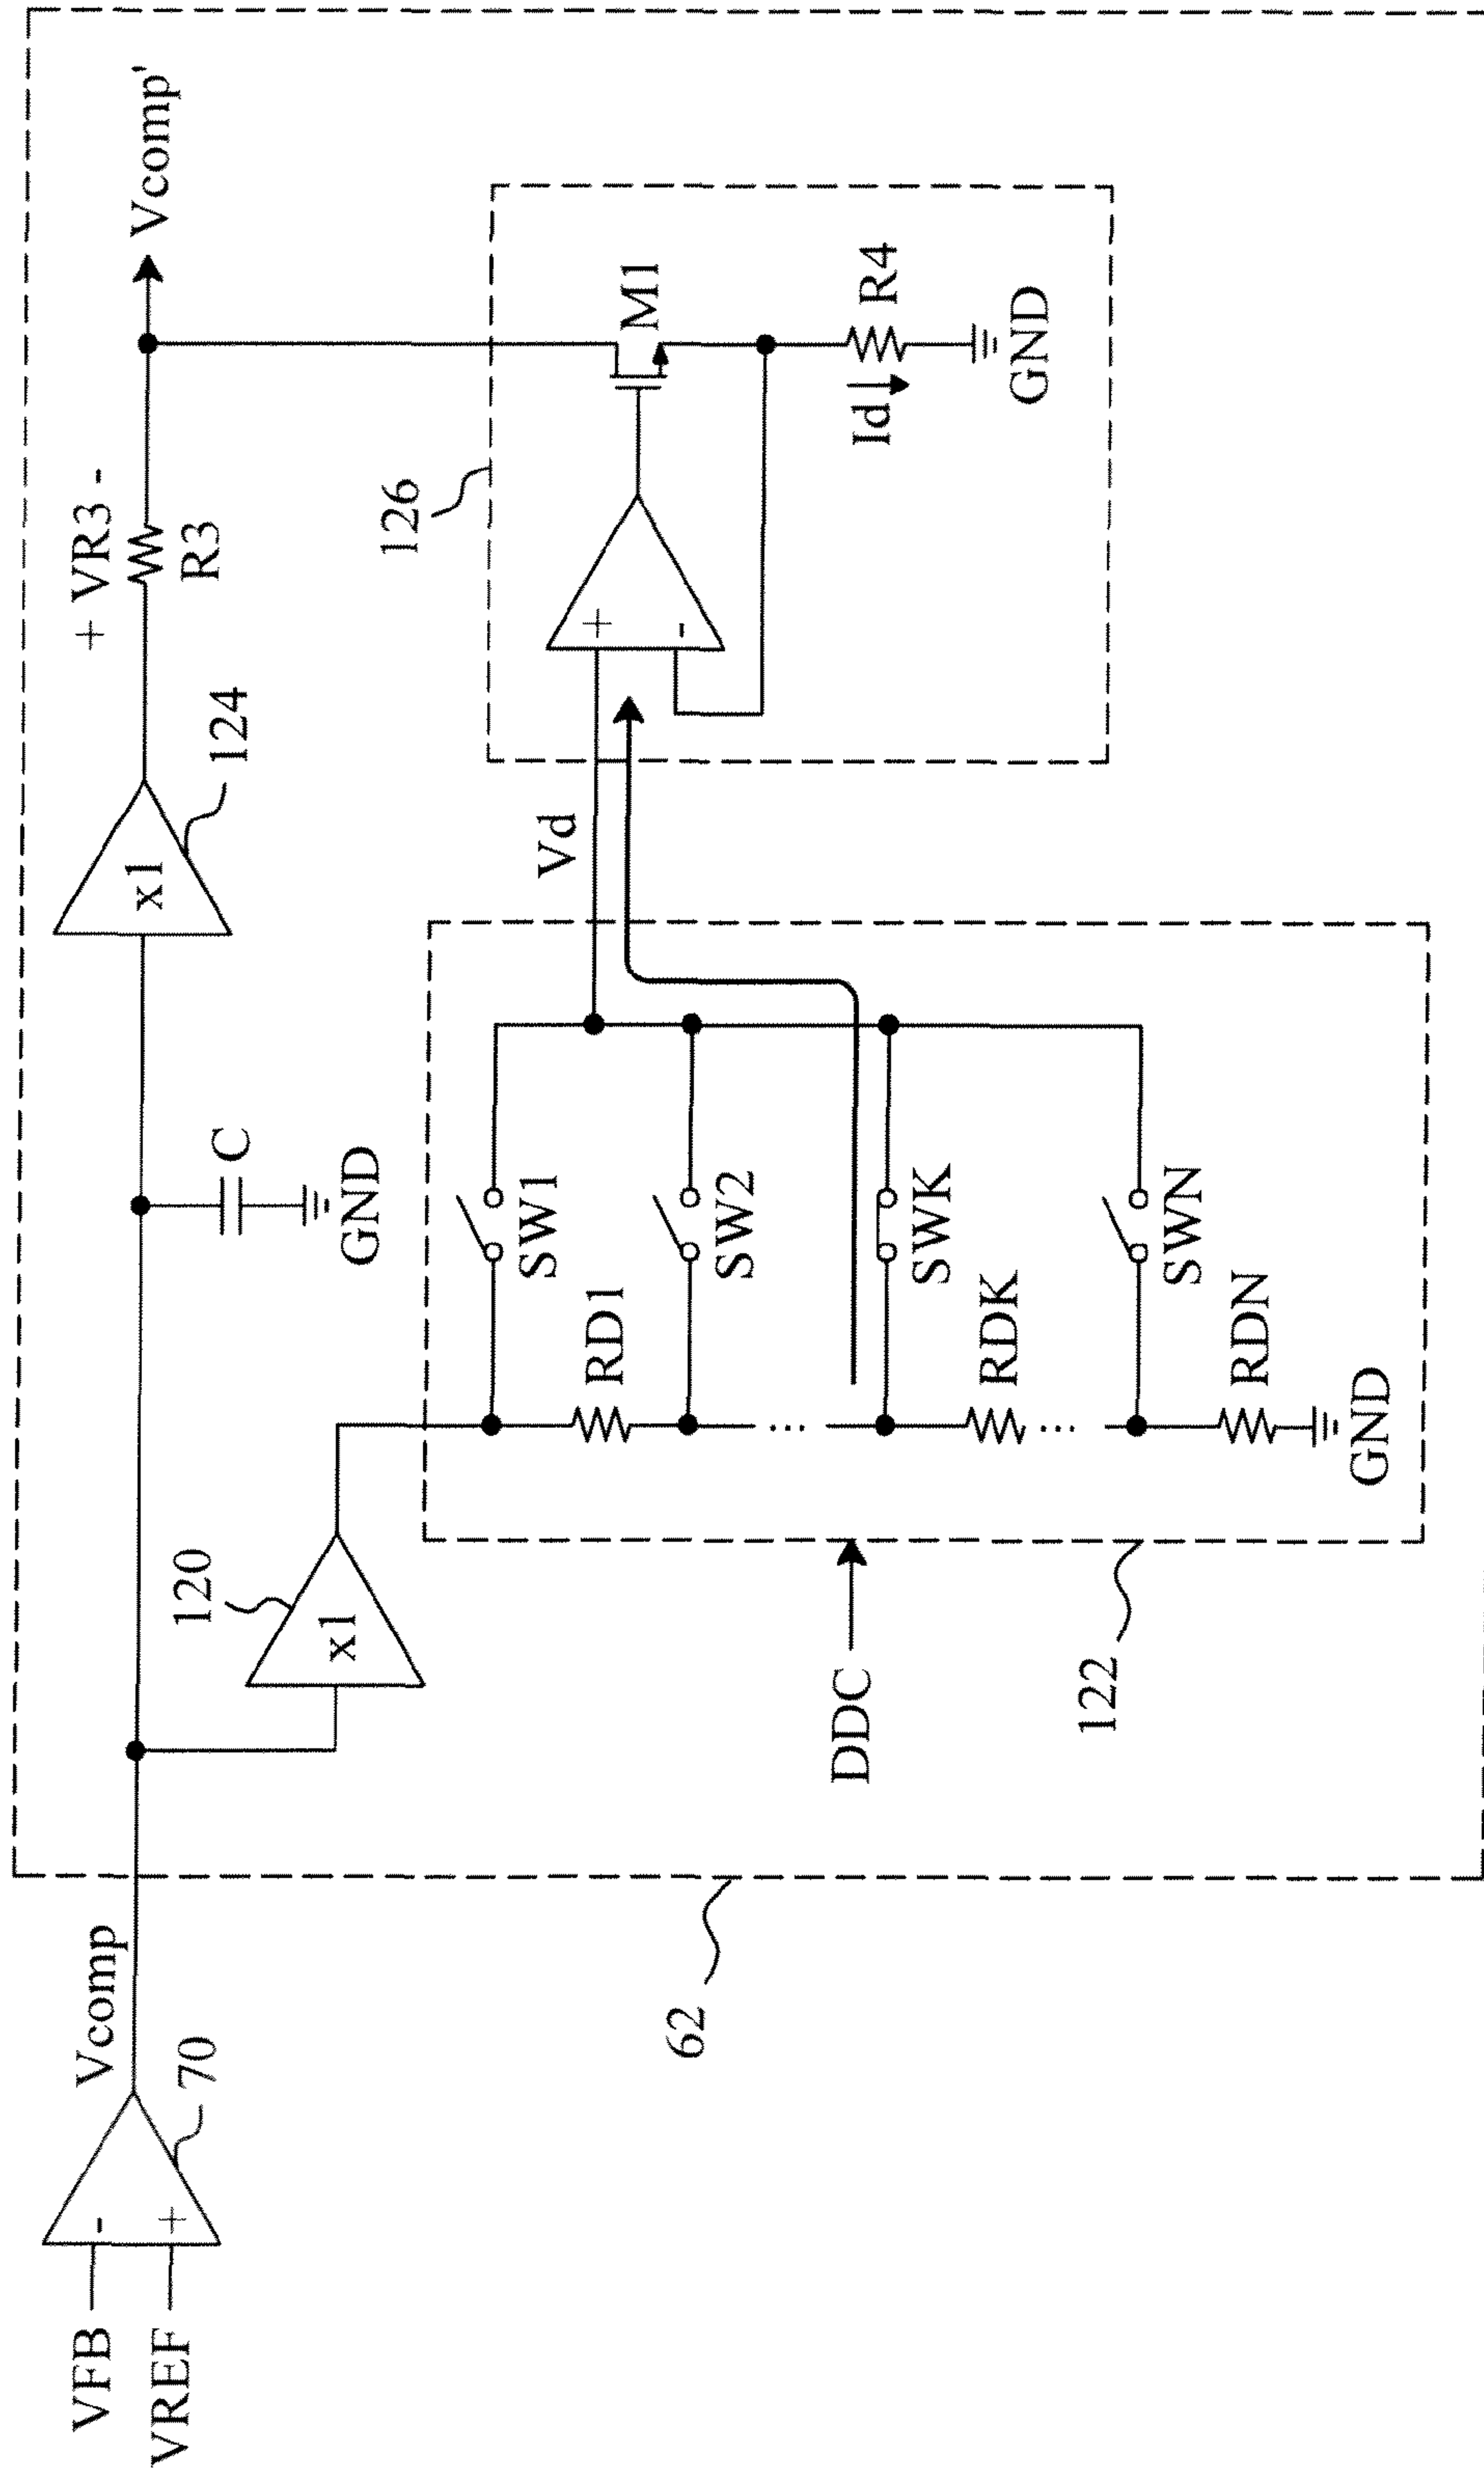 VFB
VREF
-
+
70
Vcomp
62
120
x1
C
GND
x1
124
+ VR3 -
R3
Vcomp'
DDC
122
SW1
RD1
SW2
...
SWK
RDK
...
SWN
RDN
GND
Vd
126
+
-
M1
Id
R4
GND